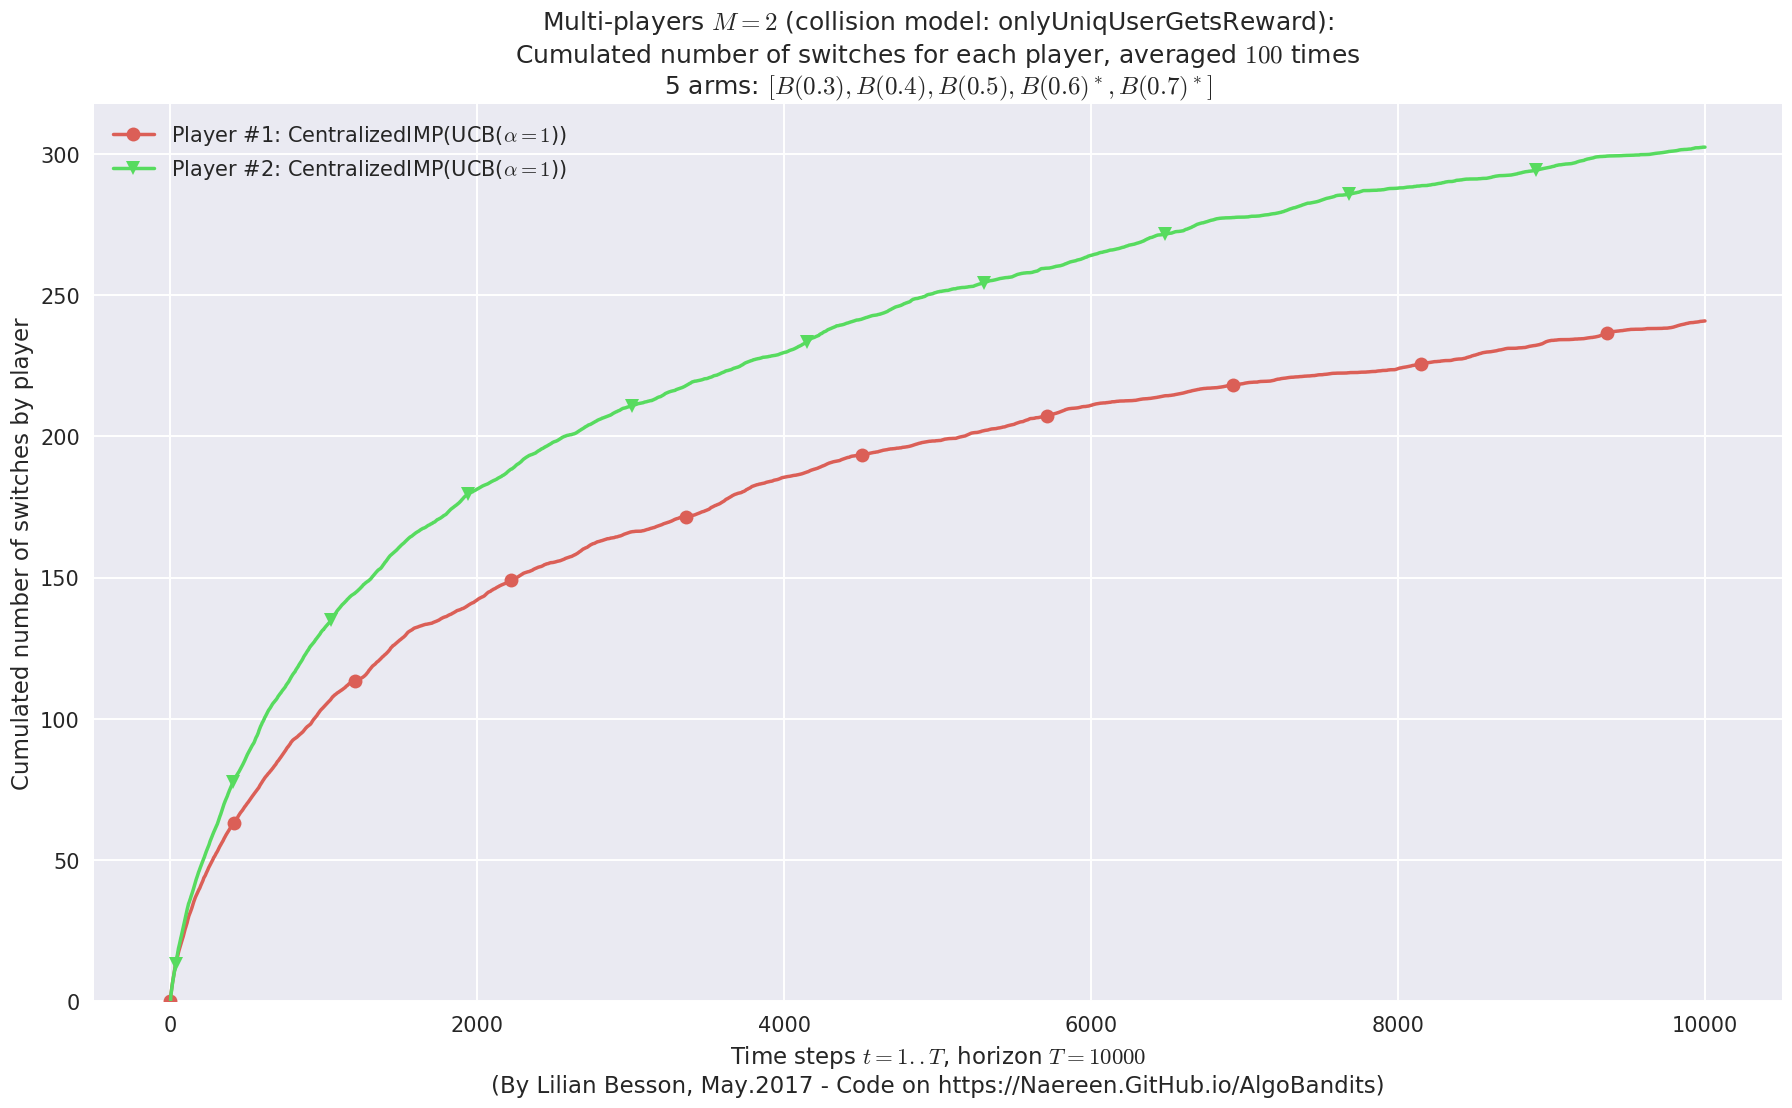 Multi-players M = 2 (collision model: onlyUniqUserGetsReward):
Cumulated number of switches for each player, averaged 100 times
5 arms: [B(0.3), B(0.4), B(0.5), B(0.6)*, B(0.7)*]
Player #1: CentralizedIMP(UCB(α = 1))
Player #2: CentralizedIMP(UCB(α = 1))
Cumulated number of switches by player
300
250
200
150
100
50
0
0 2000 4000 6000 8000 10000
Time steps t = 1..T, horizon T = 10000
(By Lilian Besson, May.2017 - Code on https://Naereen.GitHub.io/AlgoBandits)